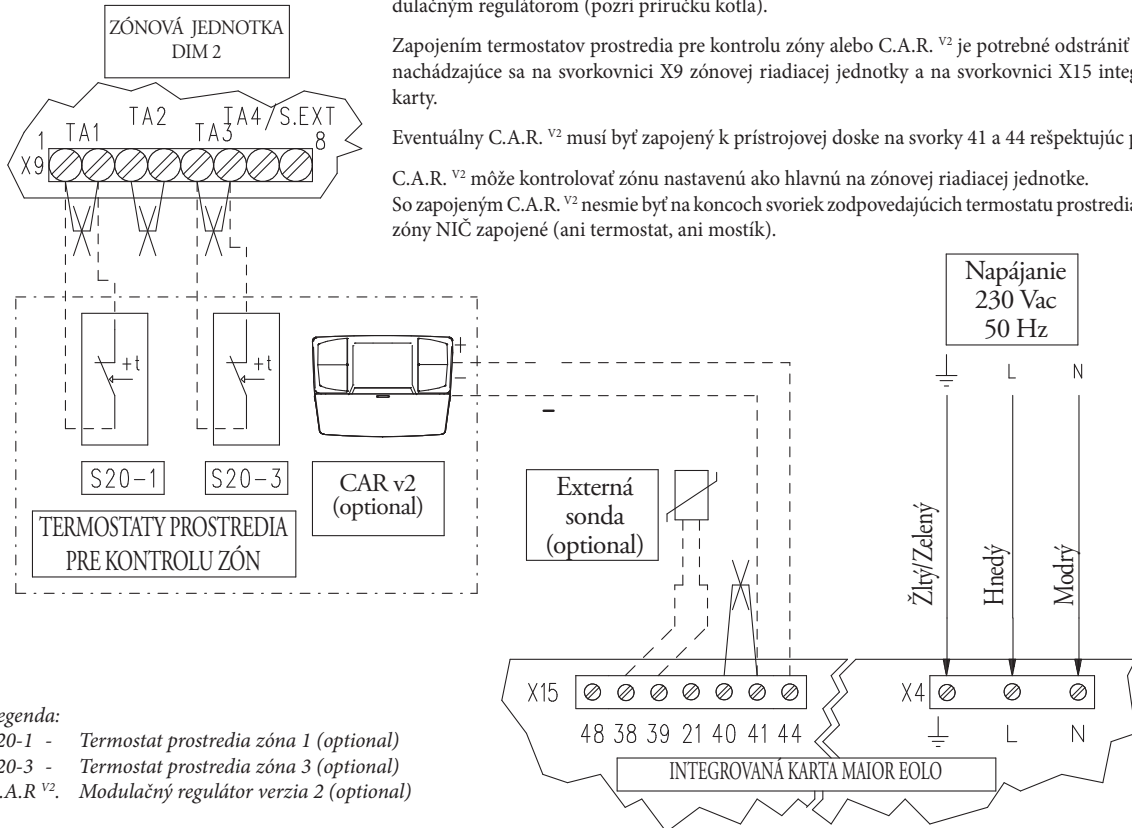 dulačným regulátorom (pozri príručku kotla).
Zapojením termostatov prostredia pre kontrolu zóny alebo C.A.R. V2 je potrebné odstrániť
nachádzajúce sa na svorkovnici X9 zónovej riadiacej jednotky a na svorkovnici X15
karty.
Eventuálny C.A.R. V2 musí byť zapojený k prístrojovej doske na svorky 41 a 44 rešpektujúc
C.A.R. V2 môže kontrolovať zónu nastavenú ako hlavnú na zónovej riadiacej jednotke.
So zapojeným C.A.R. V2 nesmie byť na koncoch svoriek zodpovedajúcich termostatu prostredia
zóny NIČ zapojené (ani termostat, ani mostík).
ZÓNOVÁ JEDNOTKA
DIM 2
TA2 TA4/S.EXT
1 TA1 TA3 8
X9
+t +t
+
−
S20-1 S20-3
CAR v2
(optional)
TERMOSTATY PROSTREDIA
PRE KONTROLU ZÓN
−
Externá
sonda
(optional)
Napájanie
230 Vac
50 Hz
L N
Žltý/Zelený
Hnedý
Modrý
X15
48 38 39 21 40 41 44
X4
L N
INTEGROVANÁ KARTA MAIOR EOLO
egenda:
20-1 - Termostat prostredia zóna 1 (optional)
20-3 - Termostat prostredia zóna 3 (optional)
.A.R V2. Modulačný regulátor verzia 2 (optional)